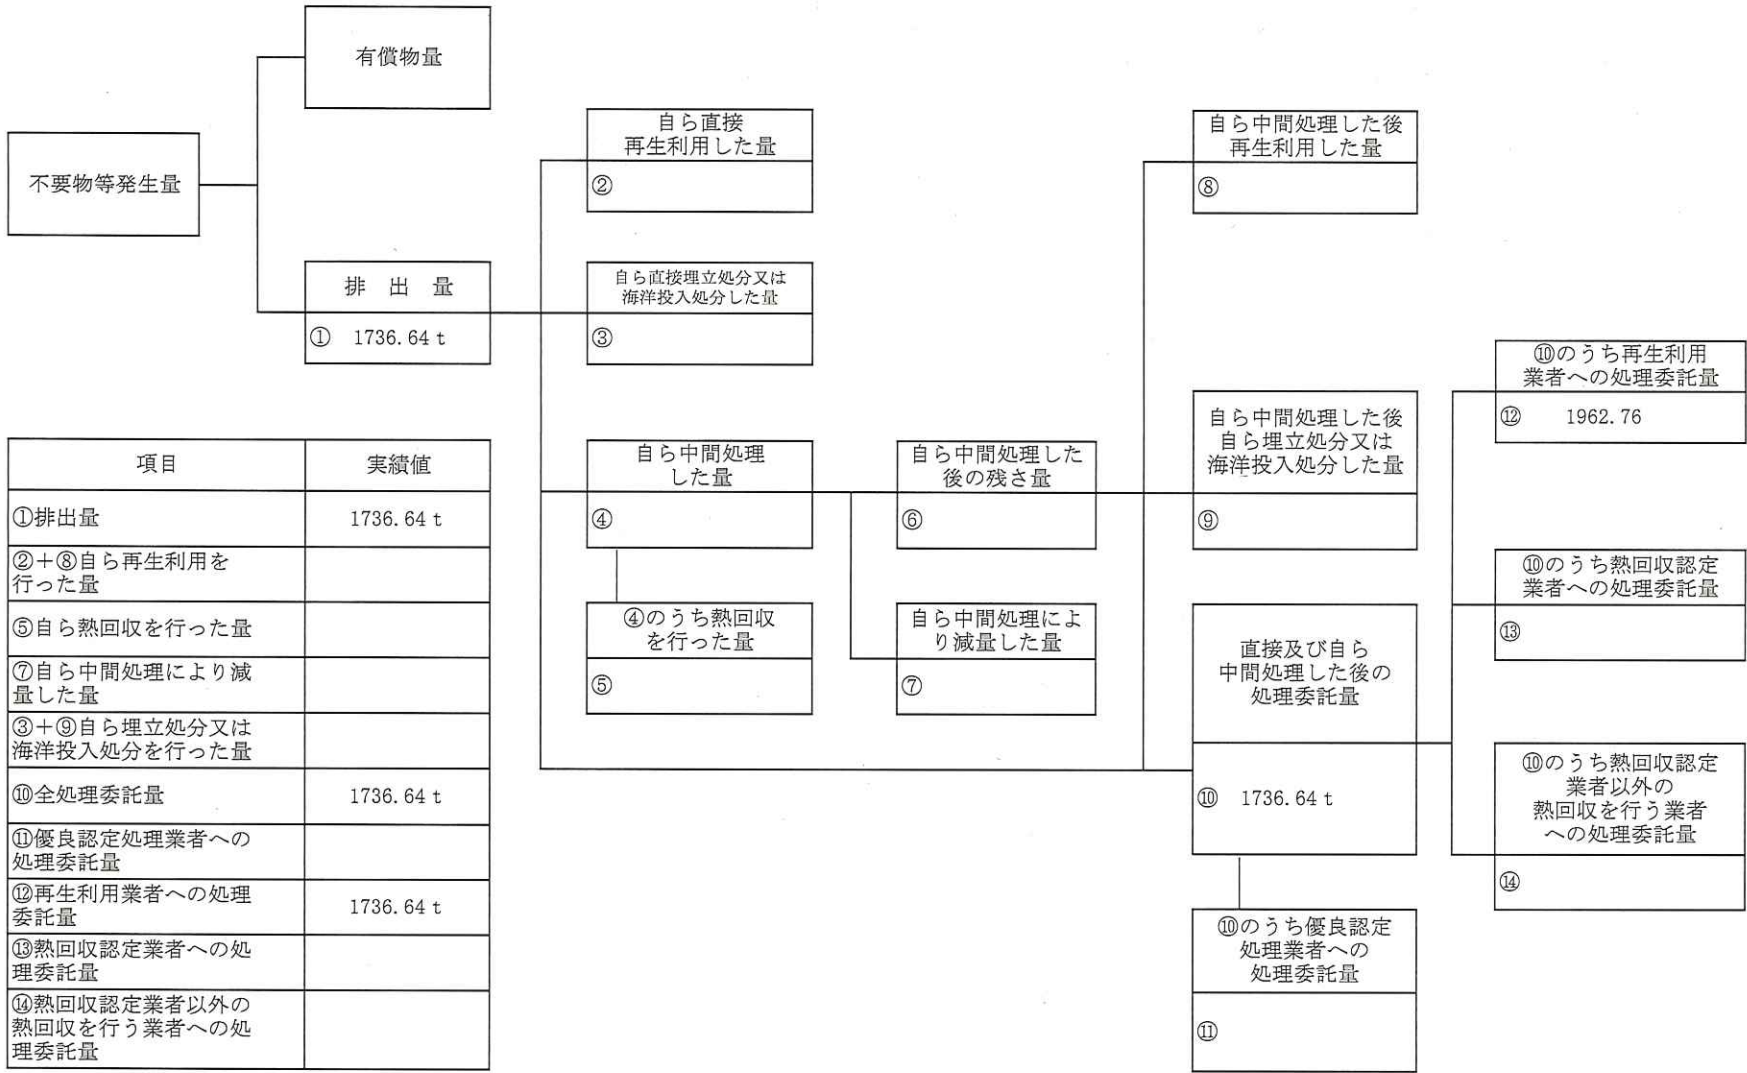 有償物量
不要物等発生量
排 出 量
① 1736.64 t
自ら直接
再生利用した量
②
自ら直接埋立処分又は
海洋投入処分した量
③
自ら中間処理
した量
④
④のうち熱回収
を行った量
⑤
自ら中間処理した
後の残さ量
⑥
自ら中間処理によ
り減量した量
⑦
自ら中間処理した後
再生利用した量
⑧
自ら中間処理した後
自ら埋立処分又は
海洋投入処分した量
⑨
直接及び自ら
中間処理した後の
処理委託量
⑩ 1736.64 t
⑩のうち優良認定
処理業者への
処理委託量
⑪
⑩のうち再生利用
業者への処理委託量
⑫ 1962.76
⑩のうち熱回収認定
業者への処理委託量
⑬
⑩のうち熱回収認定
業者以外の
熱回収を行う業者
への処理委託量
⑭
項目 実績値
①排出量 1736.64 t
②+⑧自ら再生利用を
行った量
⑤自ら熱回収を行った量
⑦自ら中間処理により減
量した量
③+⑨自ら埋立処分又は
海洋投入処分を行った量
⑩全処理委託量 1736.64 t
⑪優良認定処理業者への
処理委託量
⑫再生利用業者への処理
委託量 1736.64 t
⑬熱回収認定業者への処
理委託量
⑭熱回収認定業者以外の
熱回収を行う業者への処
理委託量